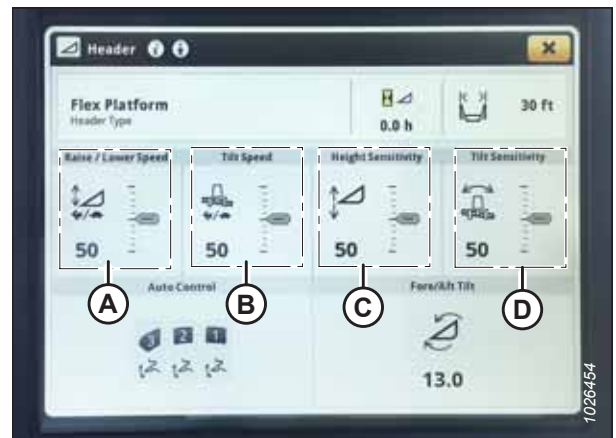 Header
Flex Platform
Header Type
0.0 h
30 ft
Raise / Lower Speed
Tilt Speed
Height Sensitivity
Tilt Sensitivity
50
50
50
50
A
B
C
D
Auto Control
Fore/Aft Tilt
3 2 1
13.0
1026454